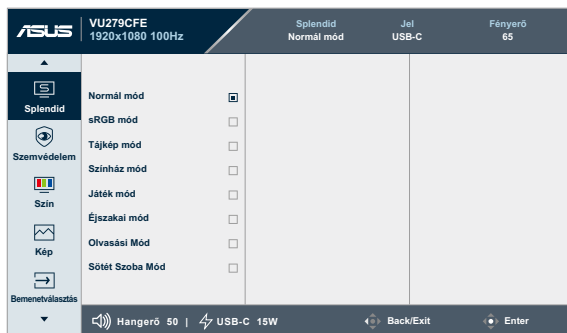 ASUS
VU279CFE
1920x1080 100Hz
Splendid
Normál mód
Jel
USB-C
Fényerő
65
Splendid
Szemvédelem
Szín
Kép
Bemenetválasztás
Normál mód
sRGB mód
Tájkép mód
Színház mód
Játék mód
Éjszakai mód
Olvasási Mód
Sötét Szoba Mód
Hangerő 50 | USB-C 15W
Back/Exit
Enter